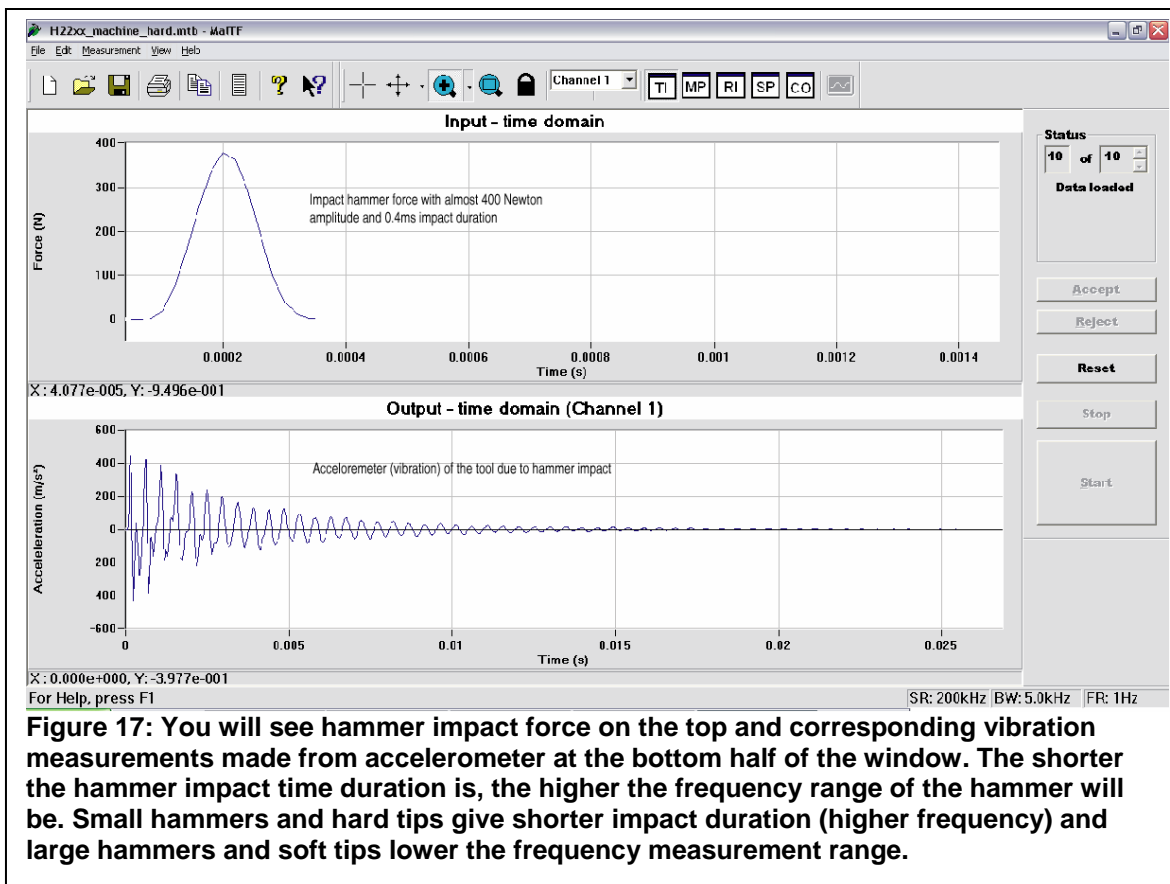 H22xx_machine_hard.mtb - MalTF
File Edit Measurement View Help
Channel 1 TI MP RI SP CO
Input - time domain
400
300
200
100
0
Force (N)
Impact hammer force with almost 400 Newton
amplitude and 0.4ms impact duration
0.0002 0.0004 0.0006 0.0008 0.001 0.0012 0.0014
Time (s)
X : 4.077e-005, Y: -9.496e-001
Output - time domain (Channel 1)
600
400
200
0
200
400
-600
Acceleleration (m/s²)
Acceloremeter (vibration) of the tool due to hammer impact
0 0.005 0.01 0.015 0.02 0.025
Time (s)
X : 0.000e+000, Y: -3.977e-001
Status
10 of 10
Data loaded
Accept
Reject
Reset
Stop
Start
For Help, press F1
SR: 200kHz BW: 5.0kHz FR: 1Hz
Figure 17: You will see hammer impact force on the top and corresponding vibration
measurements made from accelerometer at the bottom half of the window. The shorter
the hammer impact time duration is, the higher the frequency range of the hammer will
be. Small hammers and hard tips give shorter impact duration (higher frequency) and
large hammers and soft tips lower the frequency measurement range.